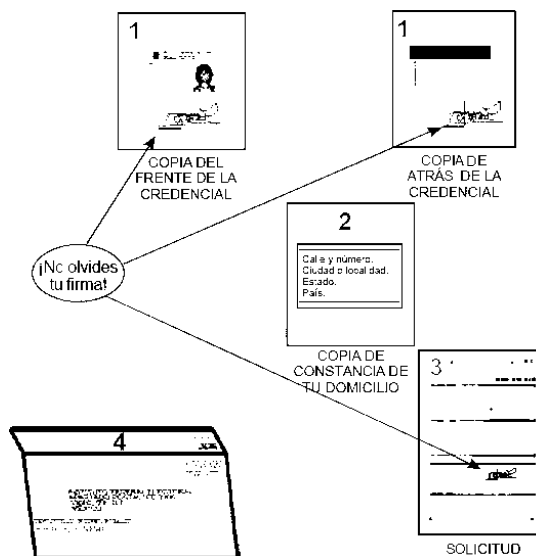 1
COPIA DEL
FRENTE DE LA
CREDENCIAL
1
COPIA DE
ATRÁS DE LA
CREDENCIAL
¡No olvides
tu firma!
2
Calle y número.
Ciudad o localidad.
Estado.
País.
COPIA DE
CONSTANCIA DE
TU DOMICILIO
3
SOLICITUD
4